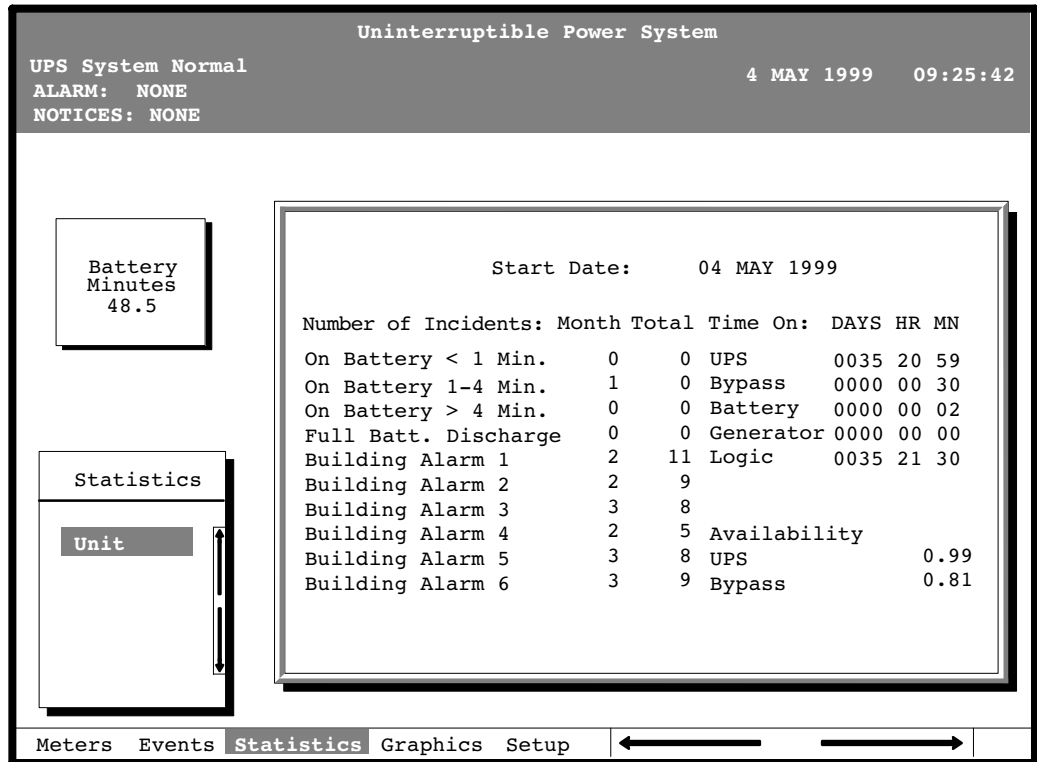 Uninterruptible Power System
UPS System Normal
4 MAY 1999 09:25:42
ALARM: NONE
NOTICES: NONE
Battery
Minutes
48.5
Start Date: 04 MAY 1999
Number of Incidents: Month Total Time On: DAYS HR MN
On Battery < 1 Min. 0 0 UPS 0035 20 59
On Battery 1-4 Min. 1 0 Bypass 0000 00 30
On Battery > 4 Min. 0 0 Battery 0000 00 02
Full Batt. Discharge 0 0 Generator 0000 00 00
Building Alarm 1 2 11 Logic 0035 21 30
Building Alarm 2 2 9
Building Alarm 3 3 8
Building Alarm 4 2 5 Availability
Building Alarm 5 3 8 UPS 0.99
Building Alarm 6 3 9 Bypass 0.81
Statistics
Unit
Meters Events Statistics Graphics Setup